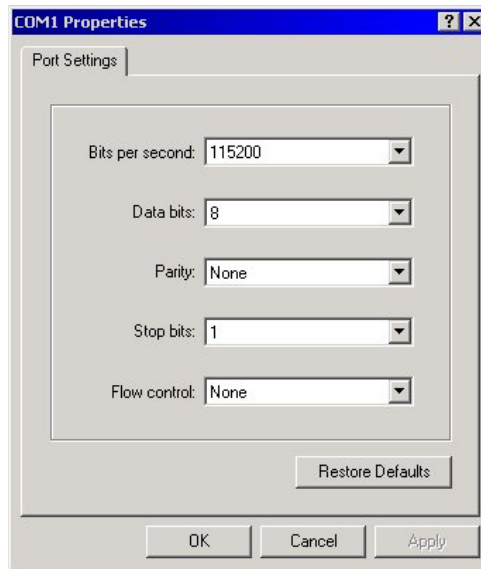 COM1 Properties
Port Settings
Bits per second: 115200
Data bits: 8
Parity: None
Stop bits: 1
Flow control: None
Restore Defaults
OK Cancel Apply